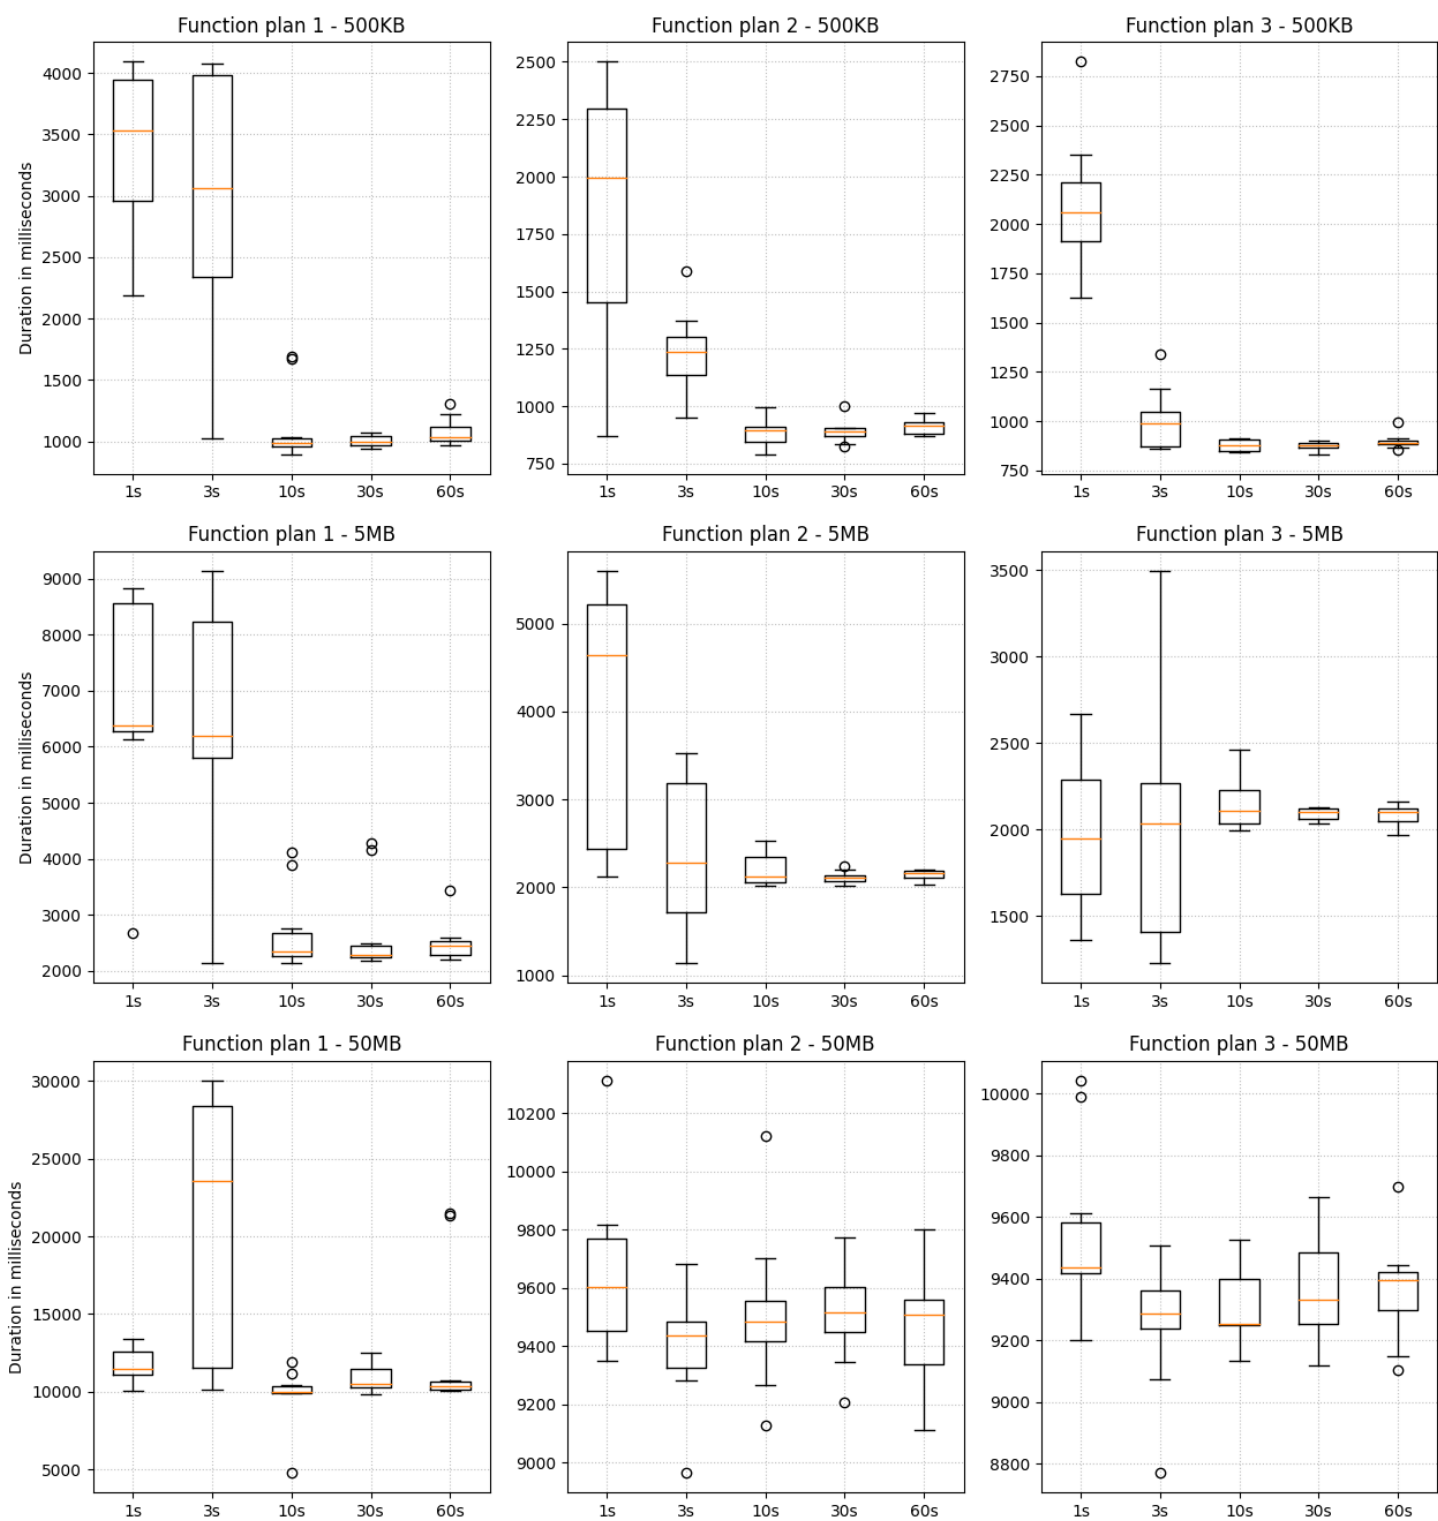 Function plan 1 - 500KB
Duration in milliseconds
4000
3500
3000
2500
2000
1500
1000
1s 3s 10s 30s 60s
Function plan 2 - 500KB
2500
2250
2000
1750
1500
1250
1000
750
1s 3s 10s 30s 60s
Function plan 3 - 500KB
2750
2500
2250
2000
1750
1500
1250
1000
750
1s 3s 10s 30s 60s
Function plan 1 - 5MB
Duration in milliseconds
9000
8000
7000
6000
5000
4000
3000
2000
1s 3s 10s 30s 60s
Function plan 2 - 5MB
5000
4000
3000
2000
1000
1s 3s 10s 30s 60s
Function plan 3 - 5MB
3500
3000
2500
2000
1500
1s 3s 10s 30s 60s
Function plan 1 - 50MB
Duration in milliseconds
30000
25000
20000
15000
10000
5000
1s 3s 10s 30s 60s
Function plan 2 - 50MB
10200
10000
9800
9600
9400
9200
9000
1s 3s 10s 30s 60s
Function plan 3 - 50MB
10000
9800
9600
9400
9200
9000
8800
1s 3s 10s 30s 60s